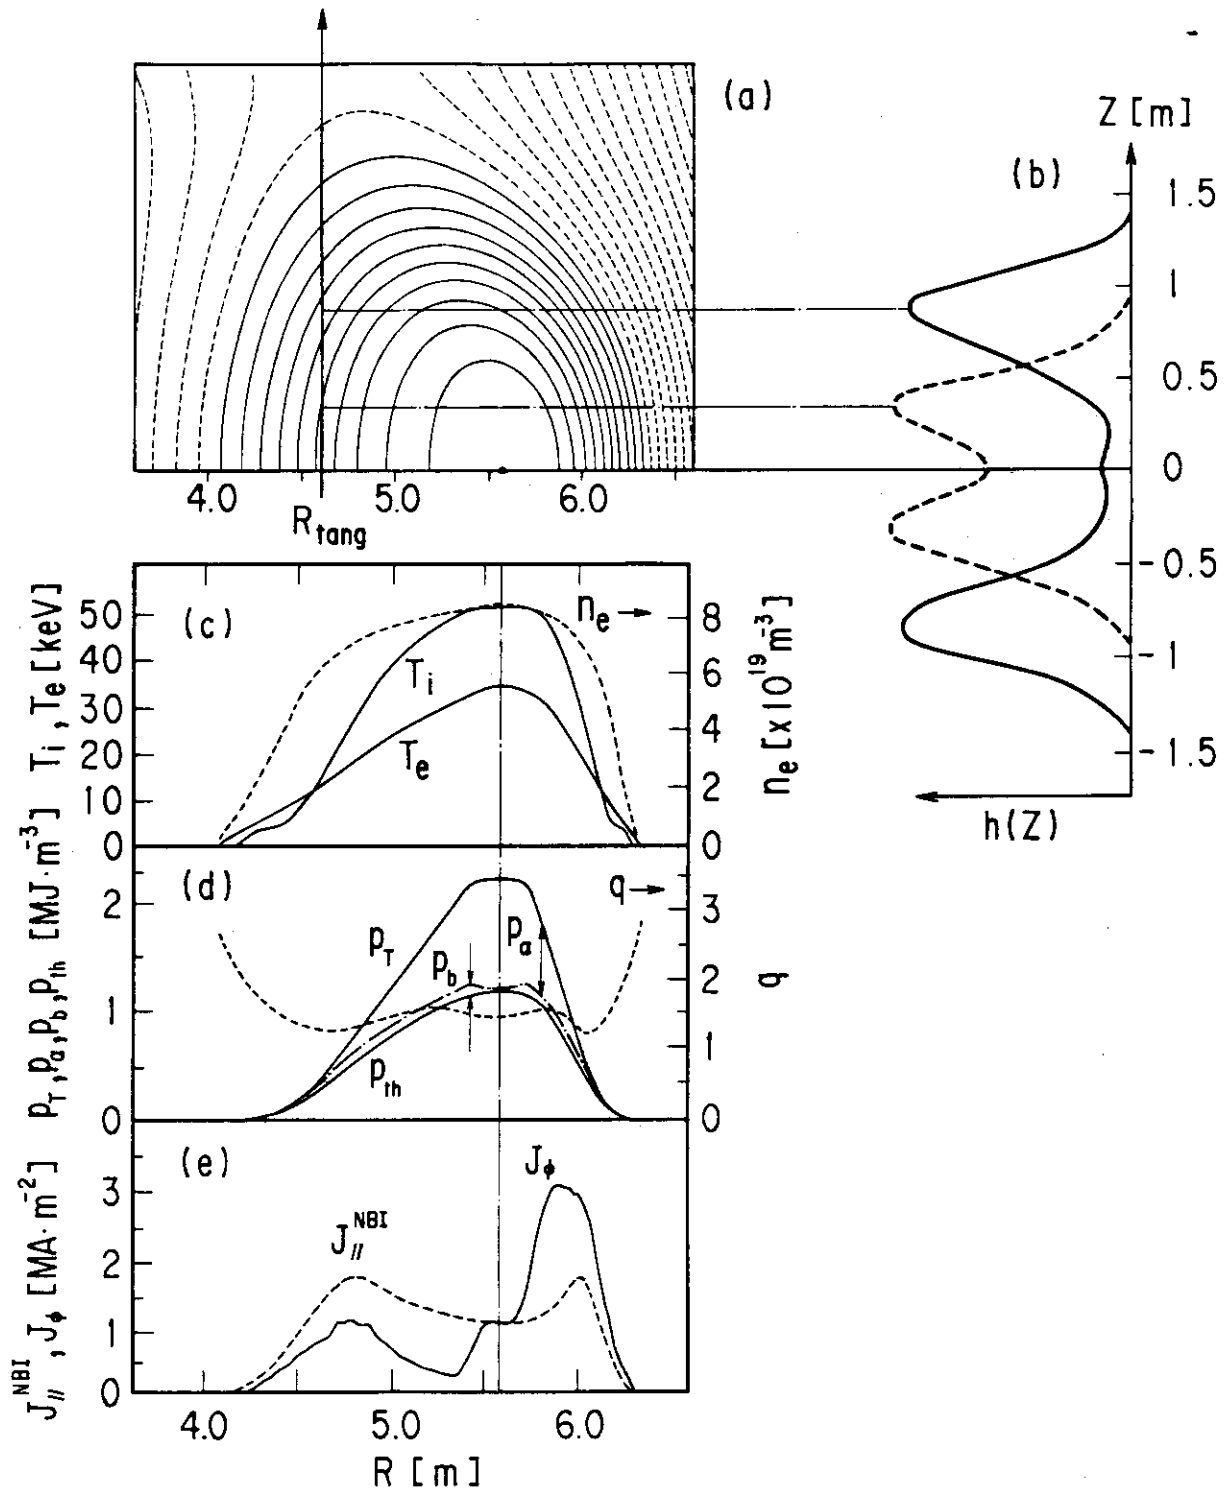 (a)
4.0 5.0 6.0
R_tang
Z [m]
(b)
1.5
1
0.5
0
-0.5
-1
-1.5
h(Z)
(c)
T_i, T_e [keV]
50
40
30
20
10
0
n_e →
T_i
T_e
n_e [x10^19 m^-3]
8
6
4
2
0
(d)
p_T, p_α, p_b, p_th [MJ·m^-3]
2
1
0
q →
p_T
p_b
p_α
p_th
q
3
2
1
0
(e)
J_//^NBI, J_ϕ [MA·m^-2]
3
2
1
0
J_ϕ
J_//^NBI
4.0 5.0 6.0
R [m]